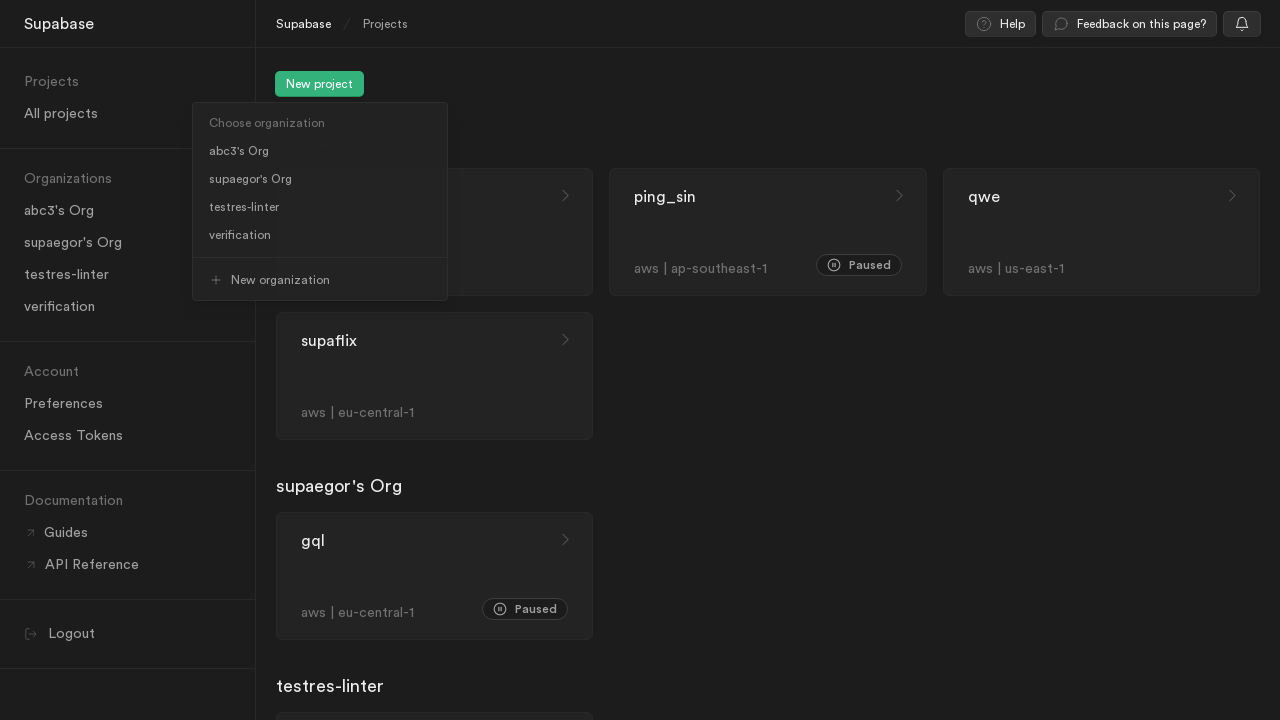 Supabase
Supabase / Projects
Help
Feedback on this page?
Projects
All projects
Organizations
abc3's Org
supaegor's Org
testres-linter
verification
Account
Preferences
Access Tokens
Documentation
Guides
API Reference
Logout
New project
Choose organization
abc3's Org
supaegor's Org
testres-linter
verification
New organization
ping_sin
aws | ap-southeast-1
Paused
qwe
aws | us-east-1
supaflix
aws | eu-central-1
supaegor's Org
gql
aws | eu-central-1
Paused
testres-linter